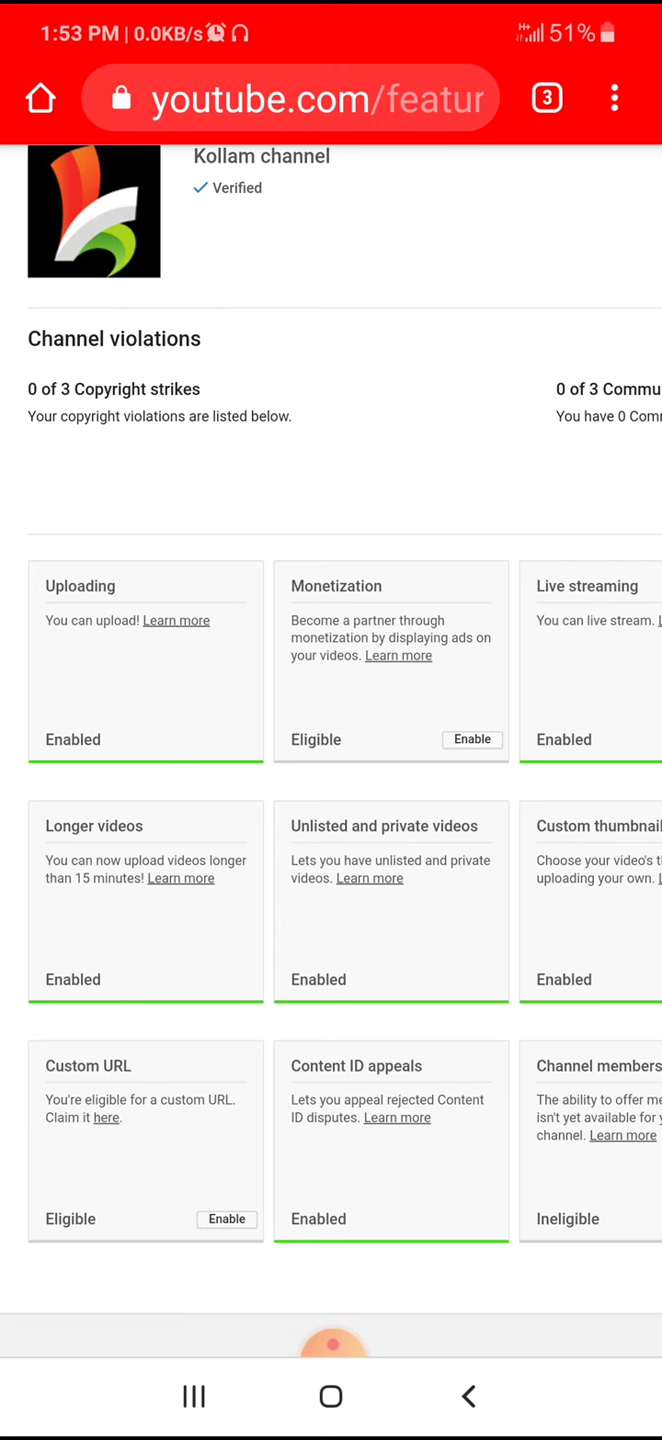 1:53 PM | 0.0KB/s
H+
51%
youtube.com/featur
3
Kollam channel
Verified
Channel violations
0 of 3 Copyright strikes
Your copyright violations are listed below.
0 of 3 Commu
You have 0 Com
Uploading
You can upload! Learn more
Enabled
Monetization
Become a partner through
monetization by displaying ads on
your videos. Learn more
Eligible
Enable
Live streaming
You can live stream.
Enabled
Longer videos
You can now upload videos longer
than 15 minutes! Learn more
Enabled
Unlisted and private videos
Lets you have unlisted and private
videos. Learn more
Enabled
Custom thumbnail
Choose your video's t
uploading your own.
Enabled
Custom URL
You're eligible for a custom URL.
Claim it here.
Eligible
Enable
Content ID appeals
Lets you appeal rejected Content
ID disputes. Learn more
Enabled
Channel members
The ability to offer me
isn't yet available for y
channel. Learn more
Ineligible